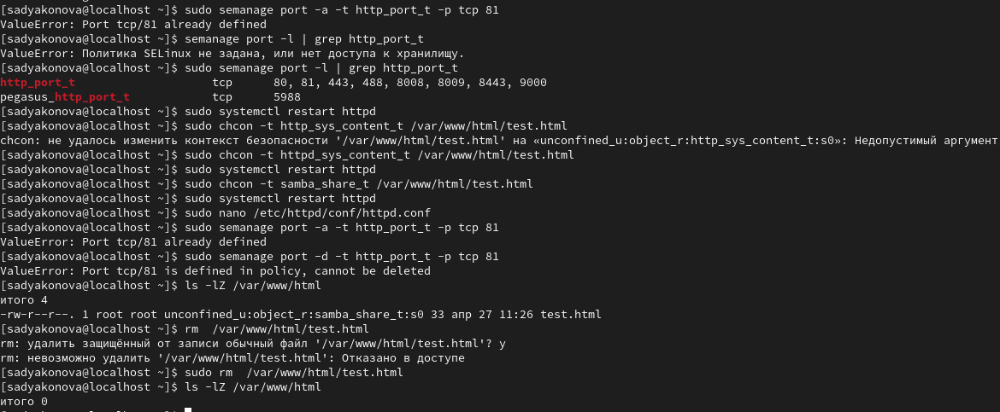 [sadyakonova@localhost ~]$ sudo semanage port -a -t http_port_t -p tcp 81
ValueError: Port tcp/81 already defined
[sadyakonova@localhost ~]$ semanage port -l | grep http_port_t
ValueError: Политика SELinux не задана, или нет доступа к хранилищу.
[sadyakonova@localhost ~]$ sudo semanage port -l | grep http_port_t
http_port_t                    tcp      80, 81, 443, 488, 8008, 8009, 8443, 9000
pegasus_http_port_t            tcp      5988
[sadyakonova@localhost ~]$ sudo systemctl restart httpd
[sadyakonova@localhost ~]$ sudo chcon -t http_sys_content_t /var/www/html/test.html
chcon: не удалось изменить контекст безопасности '/var/www/html/test.html' на «unconfined_u:object_r:http_sys_content_t:s0»: Недопустимый аргумент
[sadyakonova@localhost ~]$ sudo chcon -t httpd_sys_content_t /var/www/html/test.html
[sadyakonova@localhost ~]$ sudo systemctl restart httpd
[sadyakonova@localhost ~]$ sudo chcon -t samba_share_t /var/www/html/test.html
[sadyakonova@localhost ~]$ sudo systemctl restart httpd
[sadyakonova@localhost ~]$ sudo nano /etc/httpd/conf/httpd.conf
[sadyakonova@localhost ~]$ sudo semanage port -a -t http_port_t -p tcp 81
ValueError: Port tcp/81 already defined
[sadyakonova@localhost ~]$ sudo semanage port -d -t http_port_t -p tcp 81
ValueError: Port tcp/81 is defined in policy, cannot be deleted
[sadyakonova@localhost ~]$ ls -lZ /var/www/html
итого 4
-rw-r--r--. 1 root root unconfined_u:object_r:samba_share_t:s0 33 апр 27 11:26 test.html
[sadyakonova@localhost ~]$ rm  /var/www/html/test.html
rm: удалить защищённый от записи обычный файл '/var/www/html/test.html'? y
rm: невозможно удалить '/var/www/html/test.html': Отказано в доступе
[sadyakonova@localhost ~]$ sudo rm  /var/www/html/test.html
[sadyakonova@localhost ~]$ ls -lZ /var/www/html
итого 0